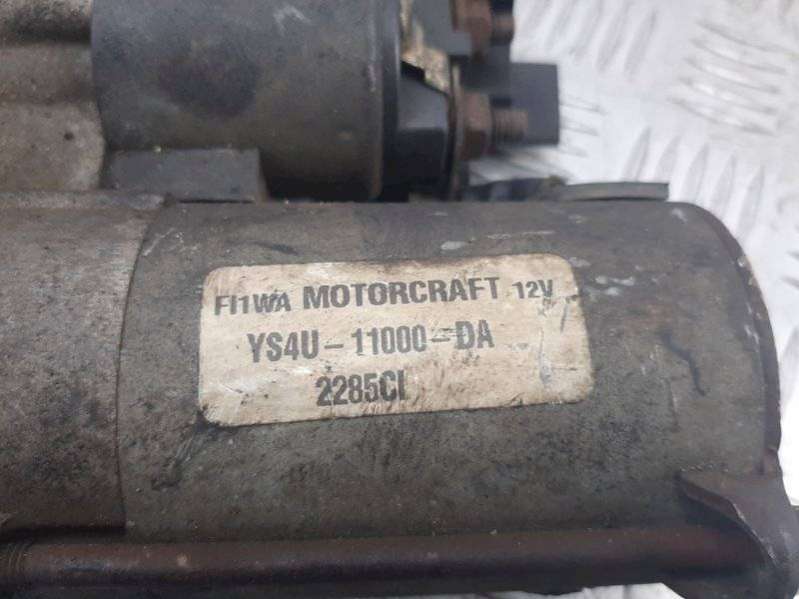 FI1WA MOTORCRAFT 12V
YS4U-11000-DA
2285CI